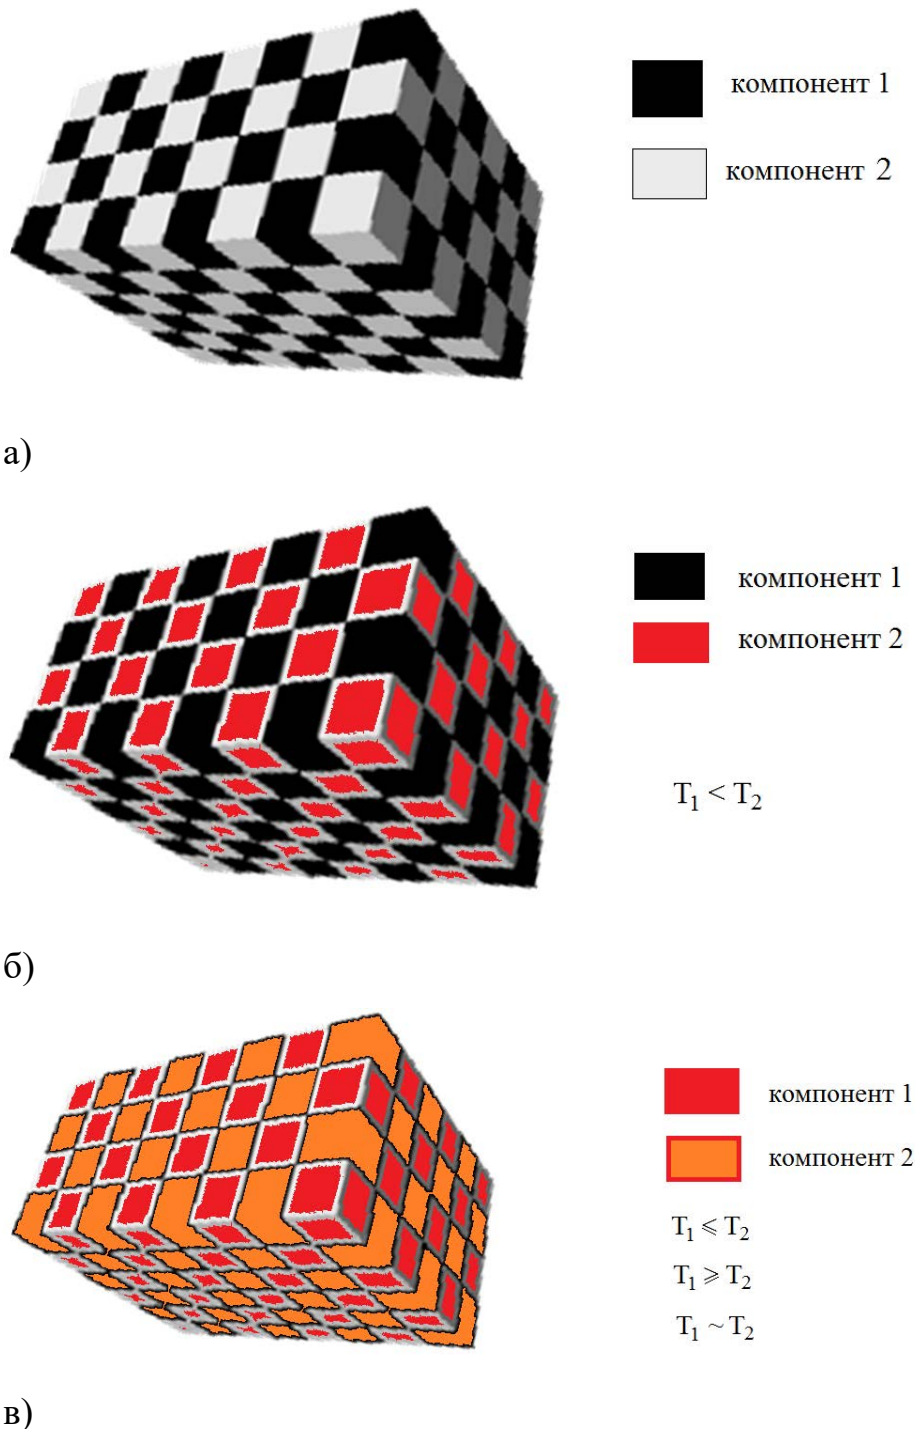 компонент 1
компонент 2
а)
компонент 1
компонент 2
T₁ < T₂
б)
компонент 1
компонент 2
T₁ ⩽ T₂
T₁ ⩾ T₂
T₁ ~ T₂
в)